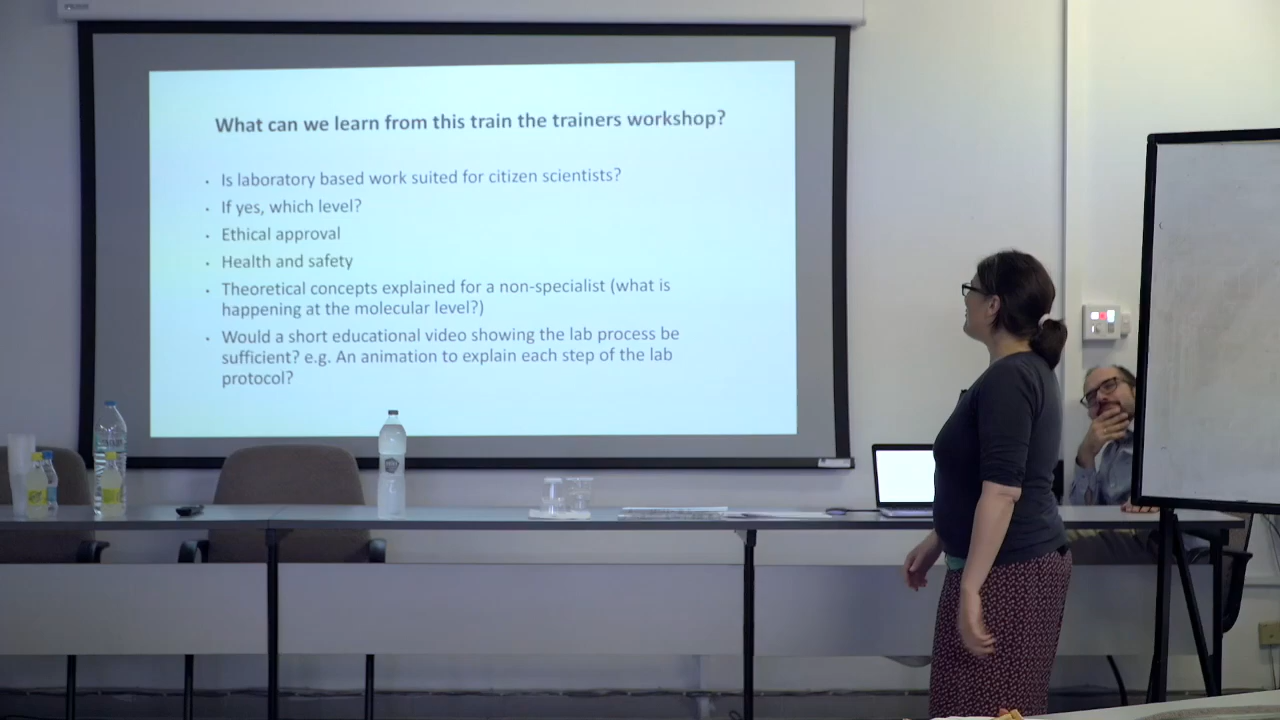 What can we learn from this train the trainers workshop?
• Is laboratory based work suited for citizen scientists?
• If yes, which level?
• Ethical approval
• Health and safety
• Theoretical concepts explained for a non-specialist (what is
happening at the molecular level?)
• Would a short educational video showing the lab process be
sufficient? e.g. An animation to explain each step of the lab
protocol?